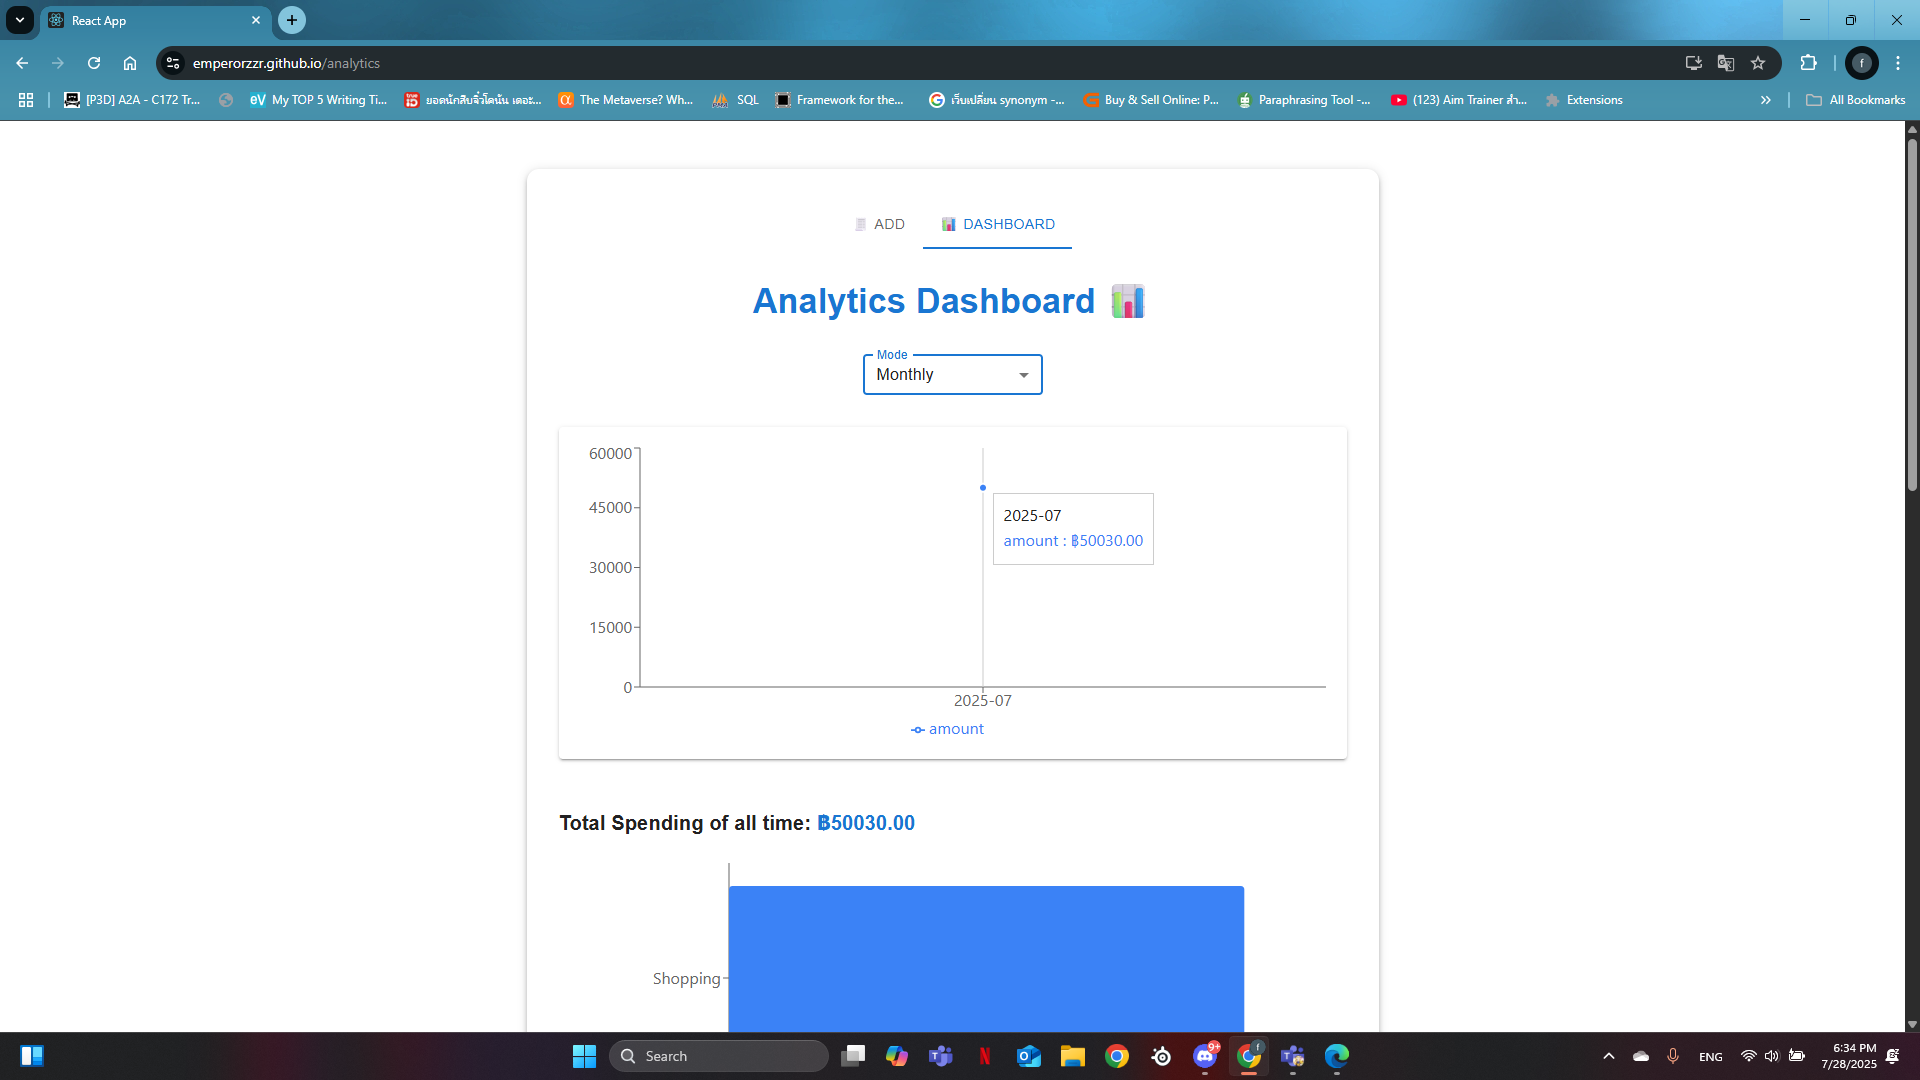 React App
emperorzzr.github.io/analytics
[P3D] A2A - C172 Tr...
My TOP 5 Writing Ti...
ยอดนักสืบจิ๋วโคนัน เดอะ...
The Metaverse? Wh...
SQL
Framework for the...
เว็บเปลี่ยน synonym -...
Buy & Sell Online: P...
Paraphrasing Tool -...
(123) Aim Trainer สำ...
Extensions
All Bookmarks
ADD
DASHBOARD
Analytics Dashboard
Mode
Monthly
60000
45000
30000
15000
0
2025-07
amount : ฿50030.00
2025-07
amount
Total Spending of all time: ฿50030.00
Shopping
Search
9+
ENG
6:34 PM
7/28/2025